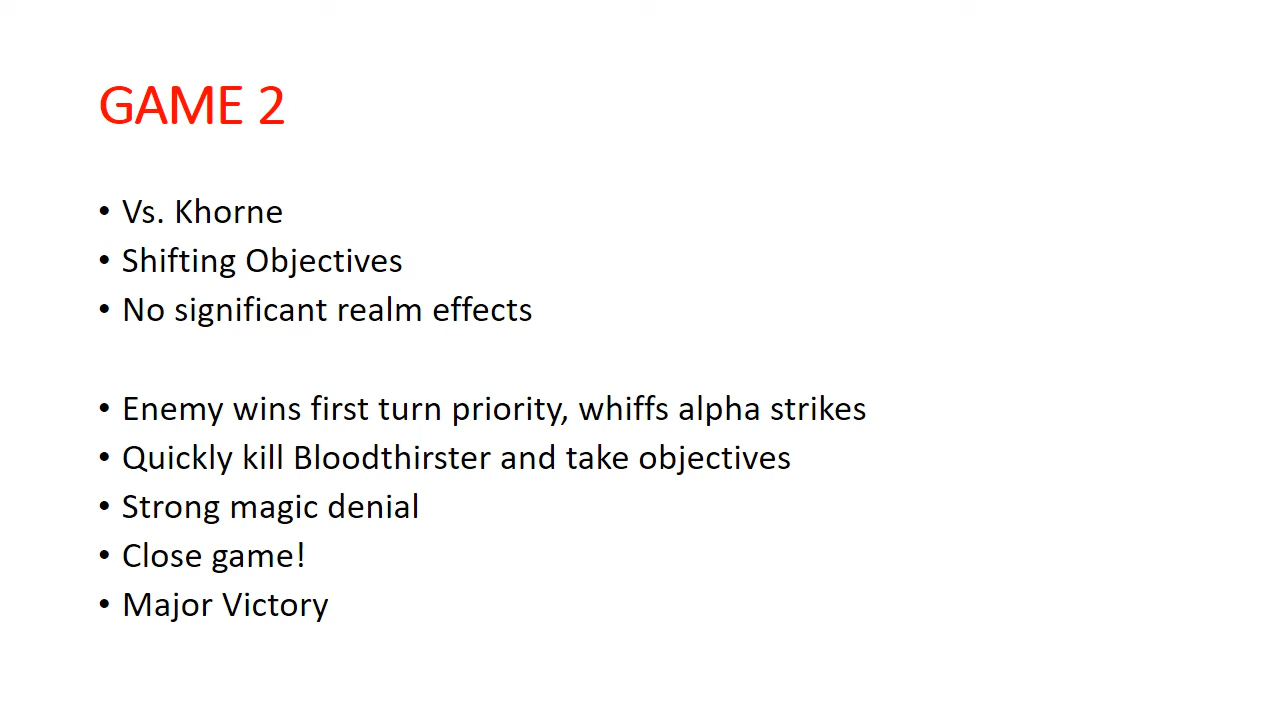 GAME 2
• Vs. Khorne
• Shifting Objectives
• No significant realm effects
• Enemy wins first turn priority, whiffs alpha strikes
• Quickly kill Bloodthirster and take objectives
• Strong magic denial
• Close game!
• Major Victory